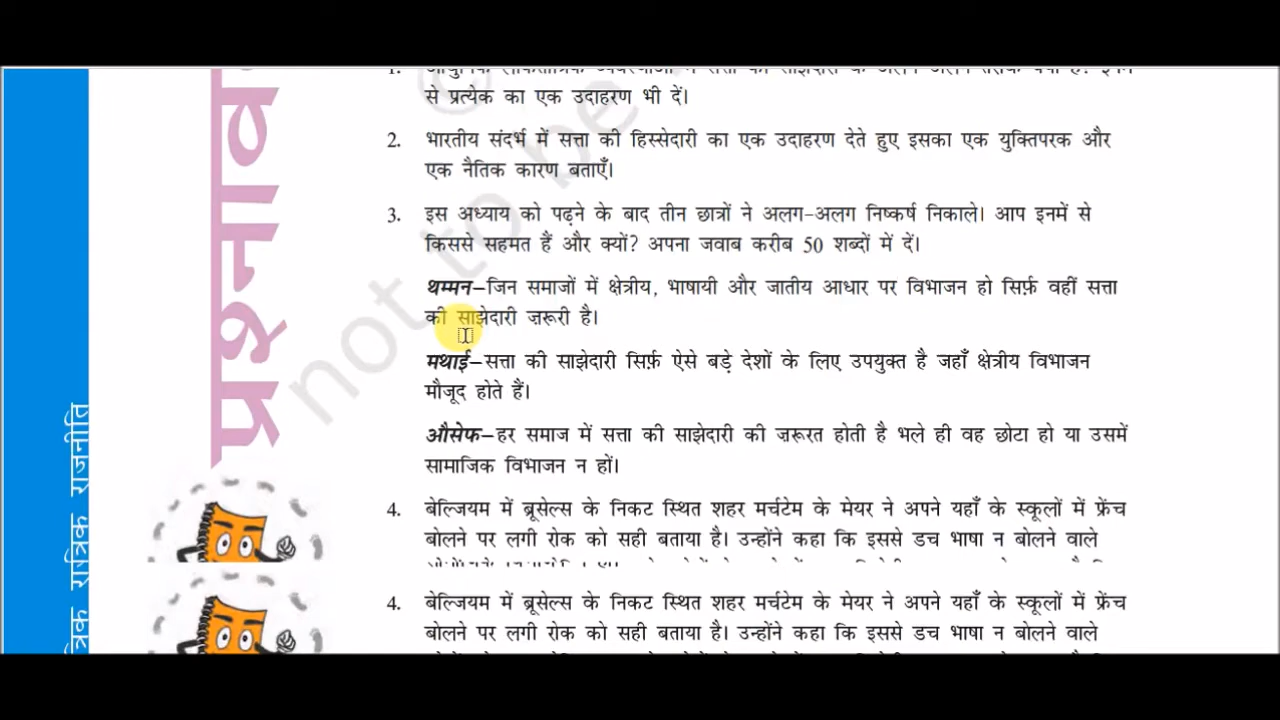 प्रश्नाव
से प्रत्येक का एक उदाहरण भी दें।
2. भारतीय संदर्भ में सत्ता की हिस्सेदारी का एक उदाहरण देते हुए इसका एक युक्तिपरक और
एक नैतिक कारण बताएँ।
3. इस अध्याय को पढ़ने के बाद तीन छात्रों ने अलग-अलग निष्कर्ष निकाले। आप इनमें से
किससे सहमत हैं और क्यों? अपना जवाब करीब 50 शब्दों में दें।
थम्मन–जिन समाजों में क्षेत्रीय, भाषायी और जातीय आधार पर विभाजन हो सिर्फ़ वहीं सत्ता
की साझेदारी ज़रूरी है।
मथाई–सत्ता की साझेदारी सिर्फ़ ऐसे बड़े देशों के लिए उपयुक्त है जहाँ क्षेत्रीय विभाजन
मौजूद होते हैं।
औसेफ–हर समाज में सत्ता की साझेदारी की ज़रूरत होती है भले ही वह छोटा हो या उसमें
सामाजिक विभाजन न हों।
4. बेल्जियम में ब्रूसेल्स के निकट स्थित शहर मर्चटेम के मेयर ने अपने यहाँ के स्कूलों में फ्रेंच
बोलने पर लगी रोक को सही बताया है। उन्होंने कहा कि इससे डच भाषा न बोलने वाले
4. बेल्जियम में ब्रूसेल्स के निकट स्थित शहर मर्चटेम के मेयर ने अपने यहाँ के स्कूलों में फ्रेंच
बोलने पर लगी रोक को सही बताया है। उन्होंने कहा कि इससे डच भाषा न बोलने वाले
राजनीति
© not to be